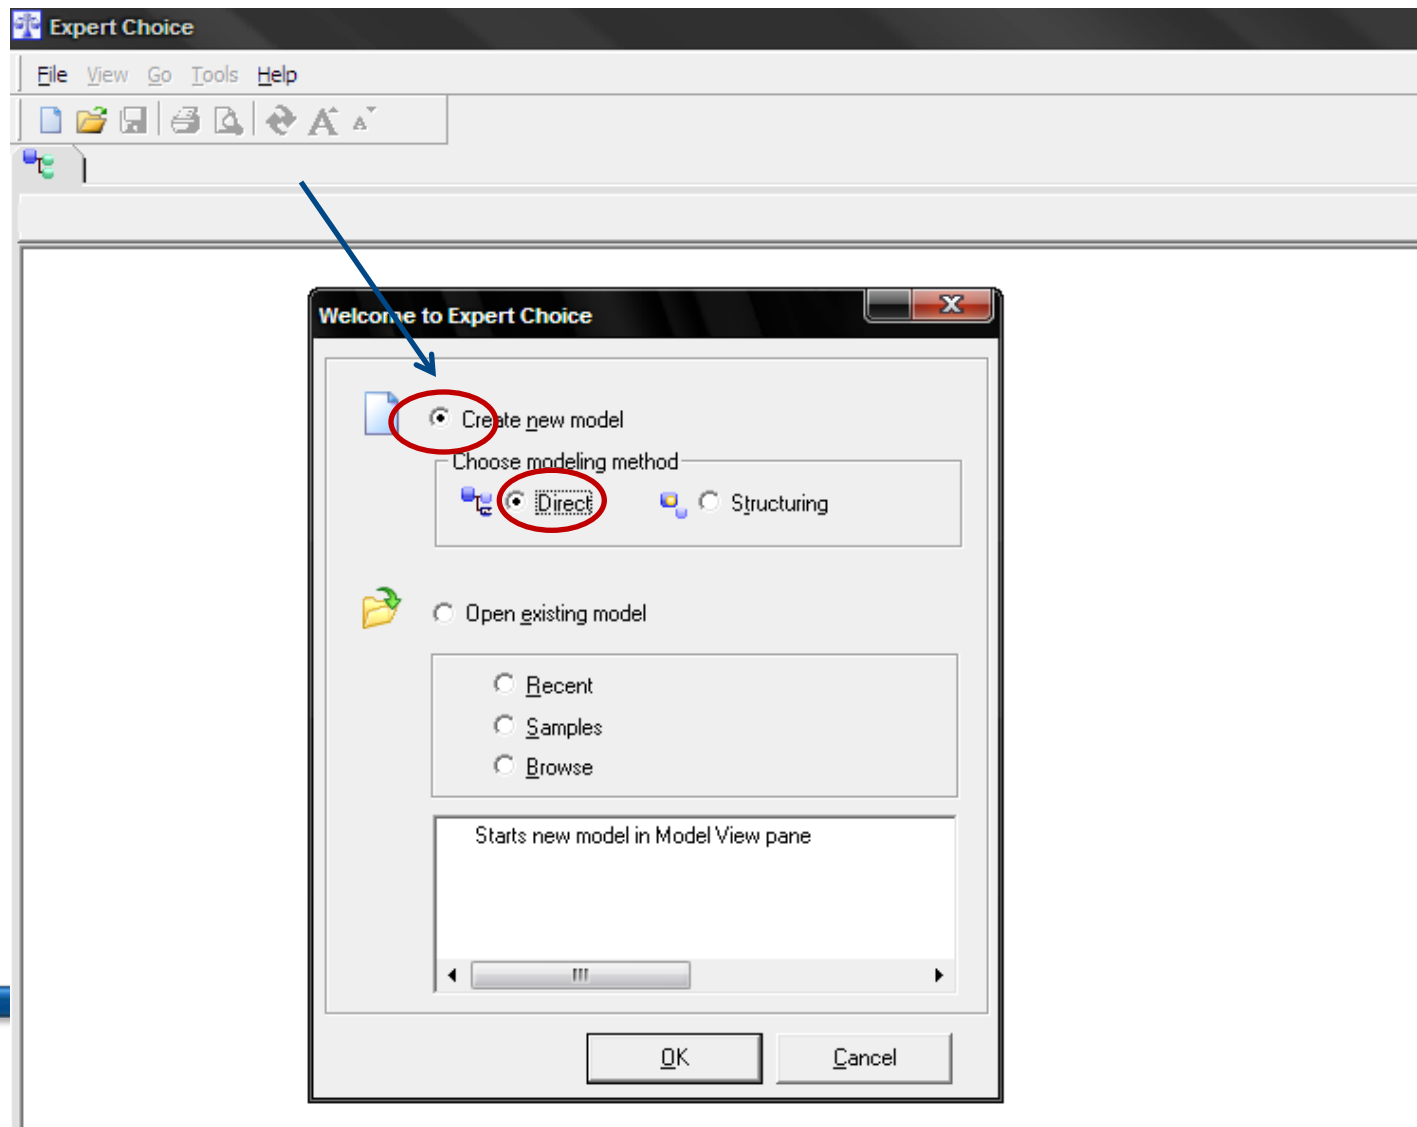 Expert Choice
File View Go Tools Help
Welcome to Expert Choice
Create new model
Choose modeling method
Direct Structuring
Open existing model
Recent
Samples
Browse
Starts new model in Model View pane
OK Cancel